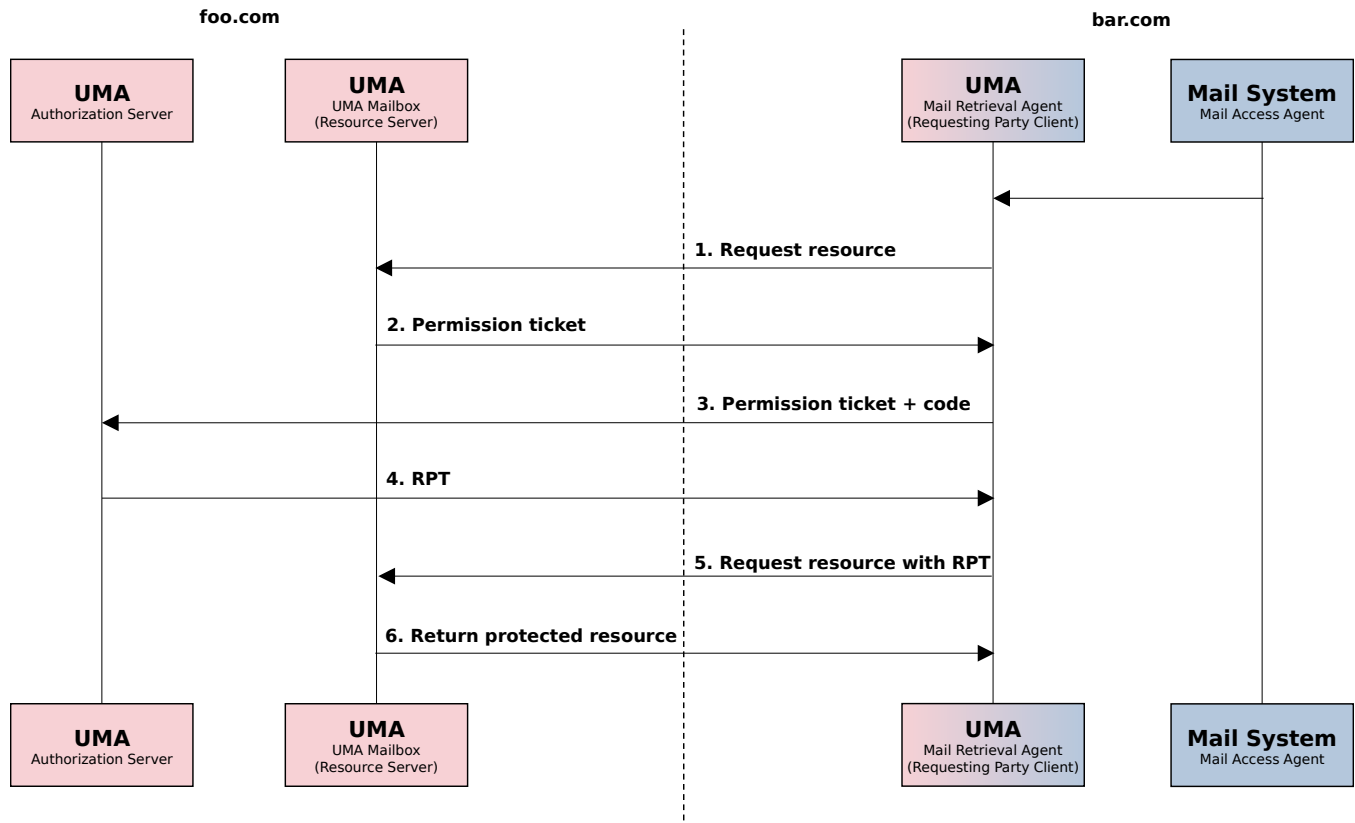 foo.com
bar.com
UMA
Authorization Server
UMA
UMA Mailbox
(Resource Server)
UMA
Mail Retrieval Agent
(Requesting Party Client)
Mail System
Mail Access Agent
1. Request resource
2. Permission ticket
3. Permission ticket + code
4. RPT
5. Request resource with RPT
6. Return protected resource
UMA
Authorization Server
UMA
UMA Mailbox
(Resource Server)
UMA
Mail Retrieval Agent
(Requesting Party Client)
Mail System
Mail Access Agent